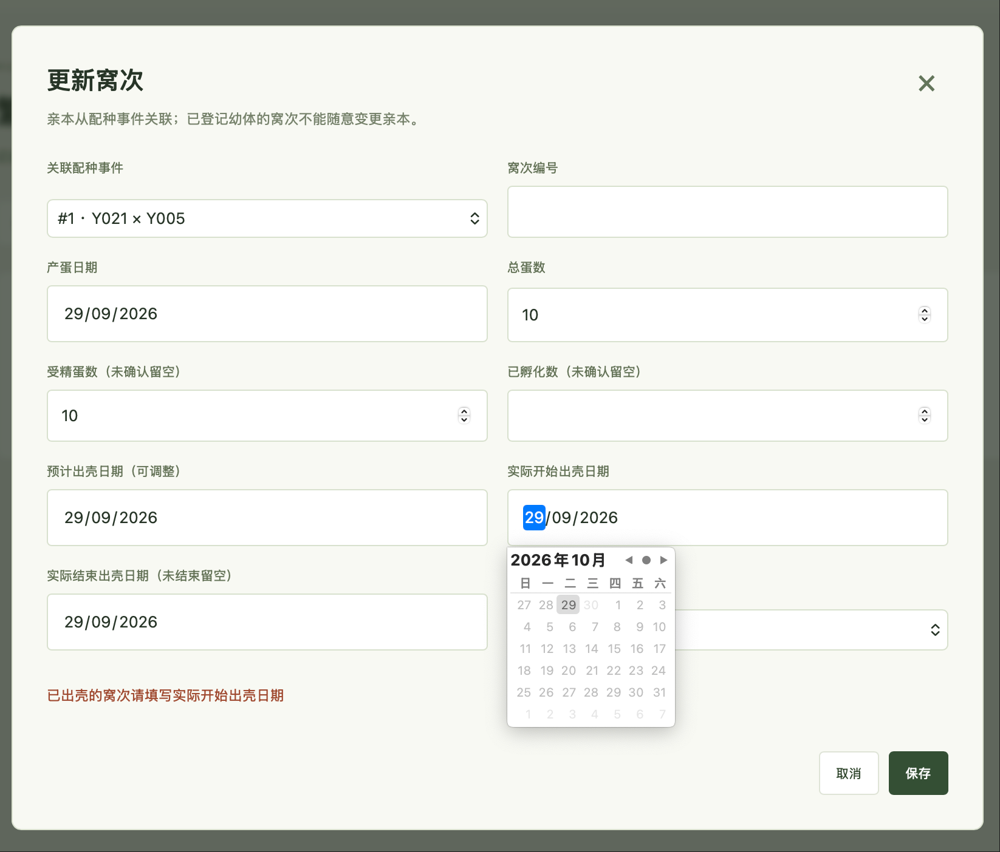 更新窝次
亲本从配种事件关联；已登记幼体的窝次不能随意变更亲本。
关联配种事件
窝次编号
#1 · Y021 × Y005
产蛋日期
总蛋数
29/09/2026
10
受精蛋数（未确认留空）
已孵化数（未确认留空）
10
预计出壳日期（可调整）
实际开始出壳日期
29/09/2026
29/09/2026
实际结束出壳日期（未结束留空）
29/09/2026
2026年10月
日 一 二 三 四 五 六
27 28 29 30 1 2 3
4 5 6 7 8 9 10
11 12 13 14 15 16 17
18 19 20 21 22 23 24
25 26 27 28 29 30 31
1 2 3 4 5 6 7
已出壳的窝次请填写实际开始出壳日期
取消
保存